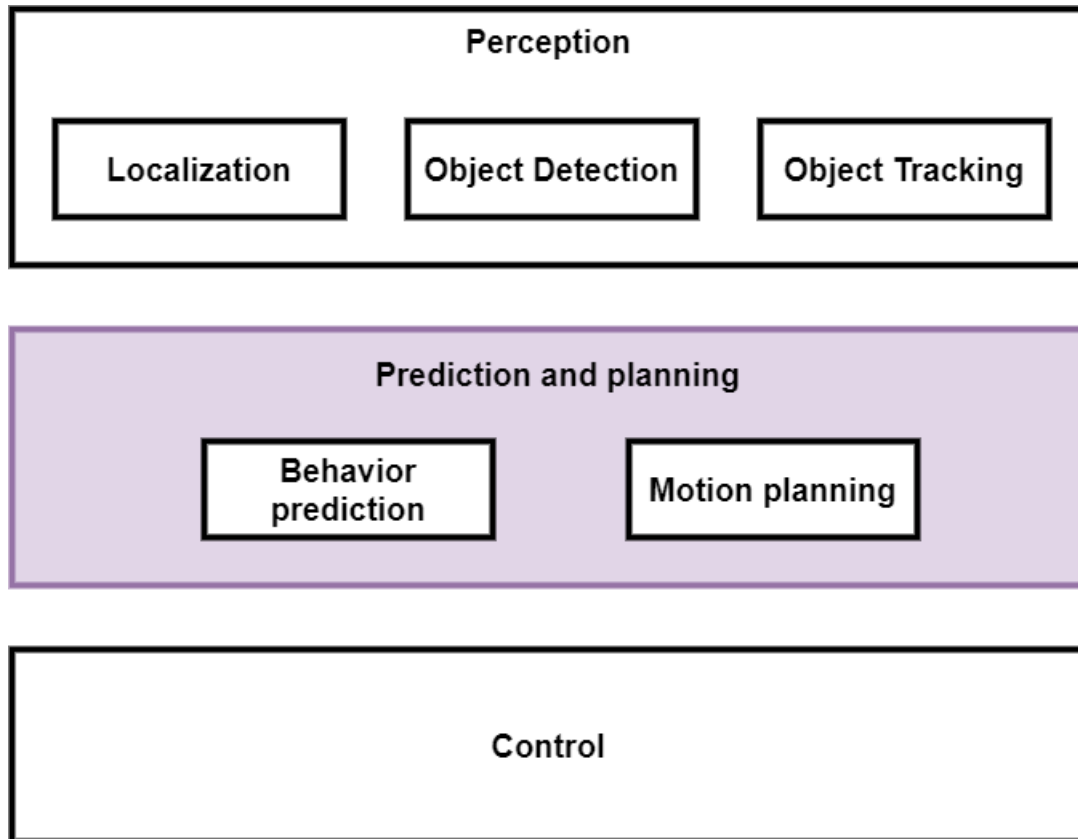 Perception
Localization
Object Detection
Object Tracking
Prediction and planning
Behavior
prediction
Motion planning
Control